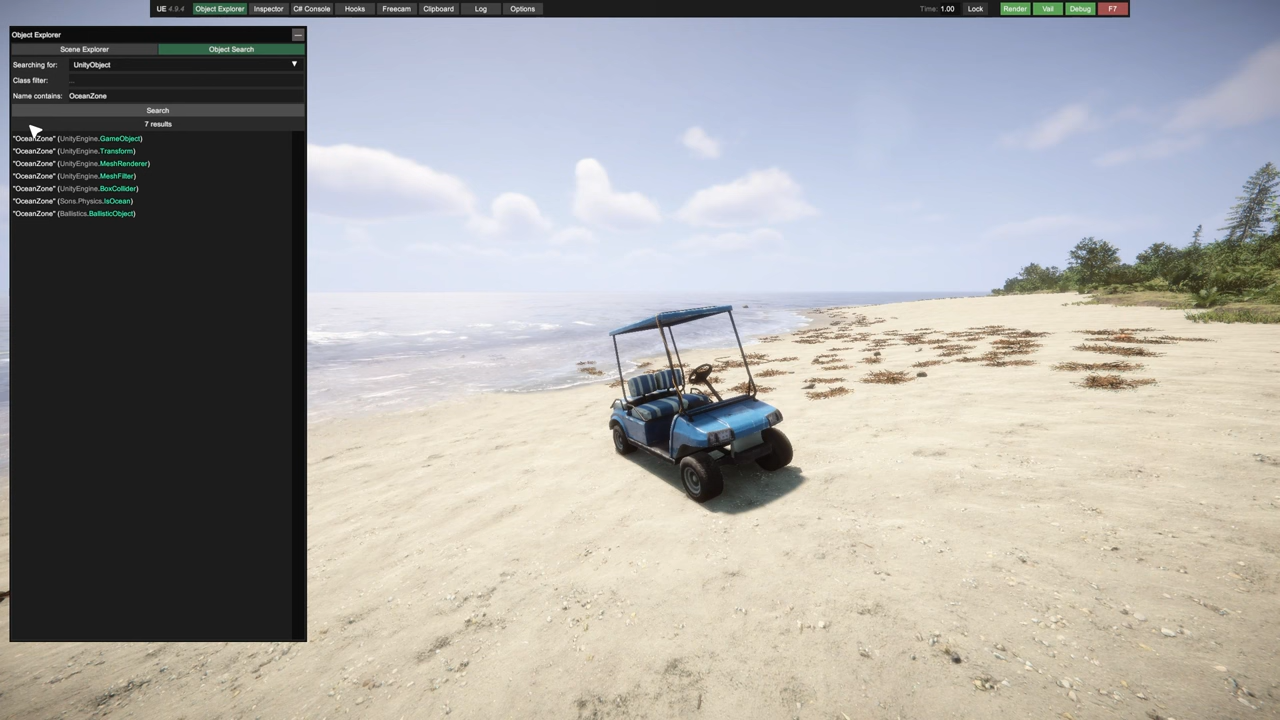 UE 4.9.4 Object Explorer Inspector C# Console Hooks Freecam Clipboard Log Options Time: 1.00 Lock Render Vail Debug F7
Object Explorer —
Scene Explorer Object Search
Searching for: UnityObject ▼
Class filter: ...
Name contains: OceanZone
Search
7 results
"OceanZone" (UnityEngine.GameObject)
"OceanZone" (UnityEngine.Transform)
"OceanZone" (UnityEngine.MeshRenderer)
"OceanZone" (UnityEngine.MeshFilter)
"OceanZone" (UnityEngine.BoxCollider)
"OceanZone" (Sons.Physics.IsOcean)
"OceanZone" (Ballistics.BallisticObject)